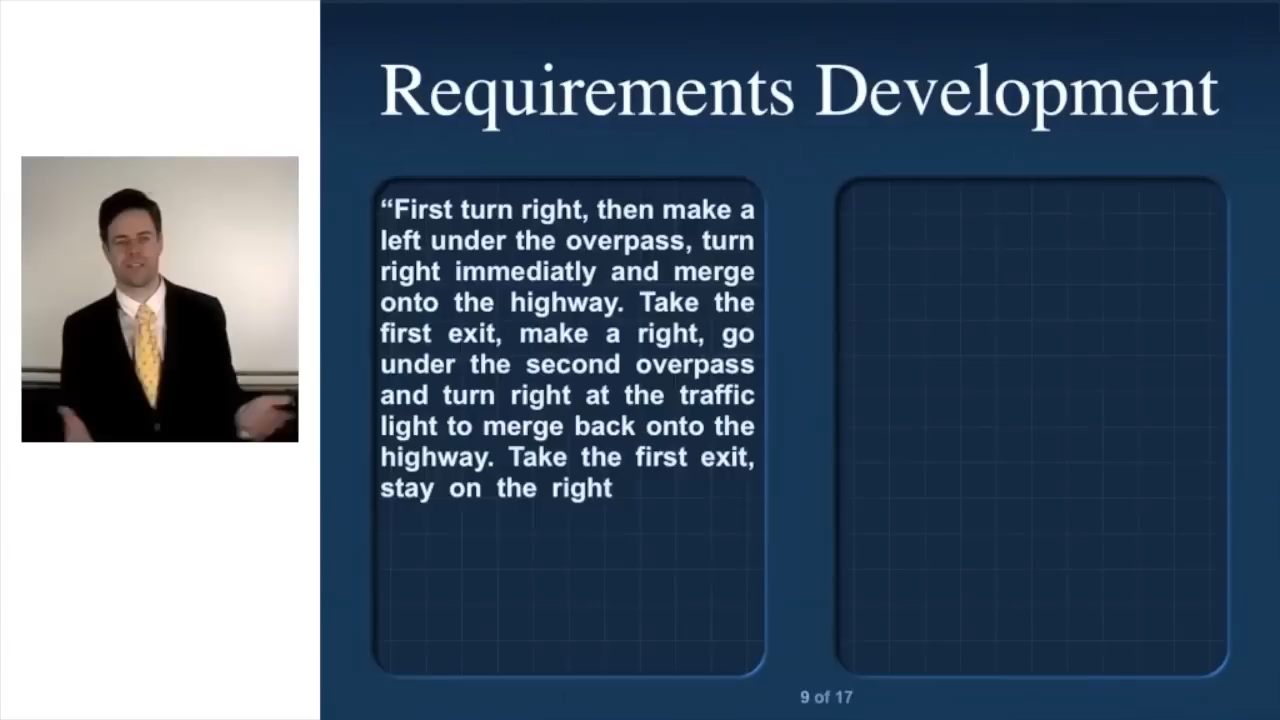 Requirements Development
“First turn right, then make a
left under the overpass, turn
right immediatly and merge
onto the highway. Take the
first exit, make a right, go
under the second overpass
and turn right at the traffic
light to merge back onto the
highway. Take the first exit,
stay on the right
9 of 17